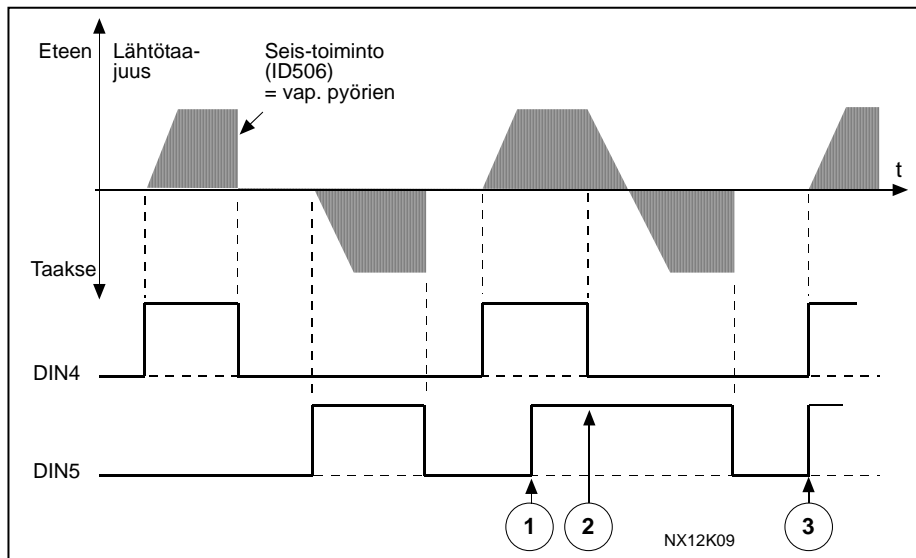 Eteen
Lähtötaa-
juus
Seis-toiminto
(ID506)
= vap. pyörien
t
Taakse
DIN4
DIN5
1
2
3
NX12K09